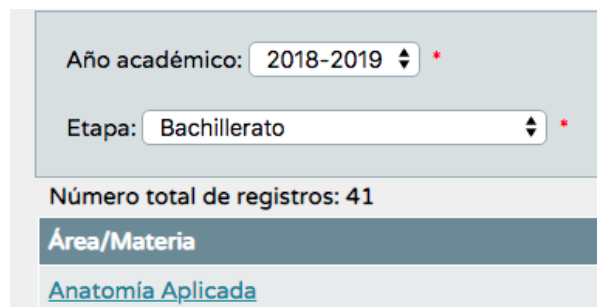 Año académico: 2018-2019 *
Etapa: Bachillerato *
Número total de registros: 41
Área/Materia
Anatomía Aplicada